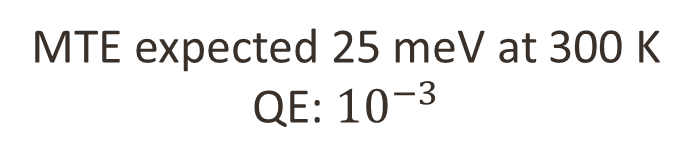 MTE expected 25 meV at 300 K
QE: 10⁻³